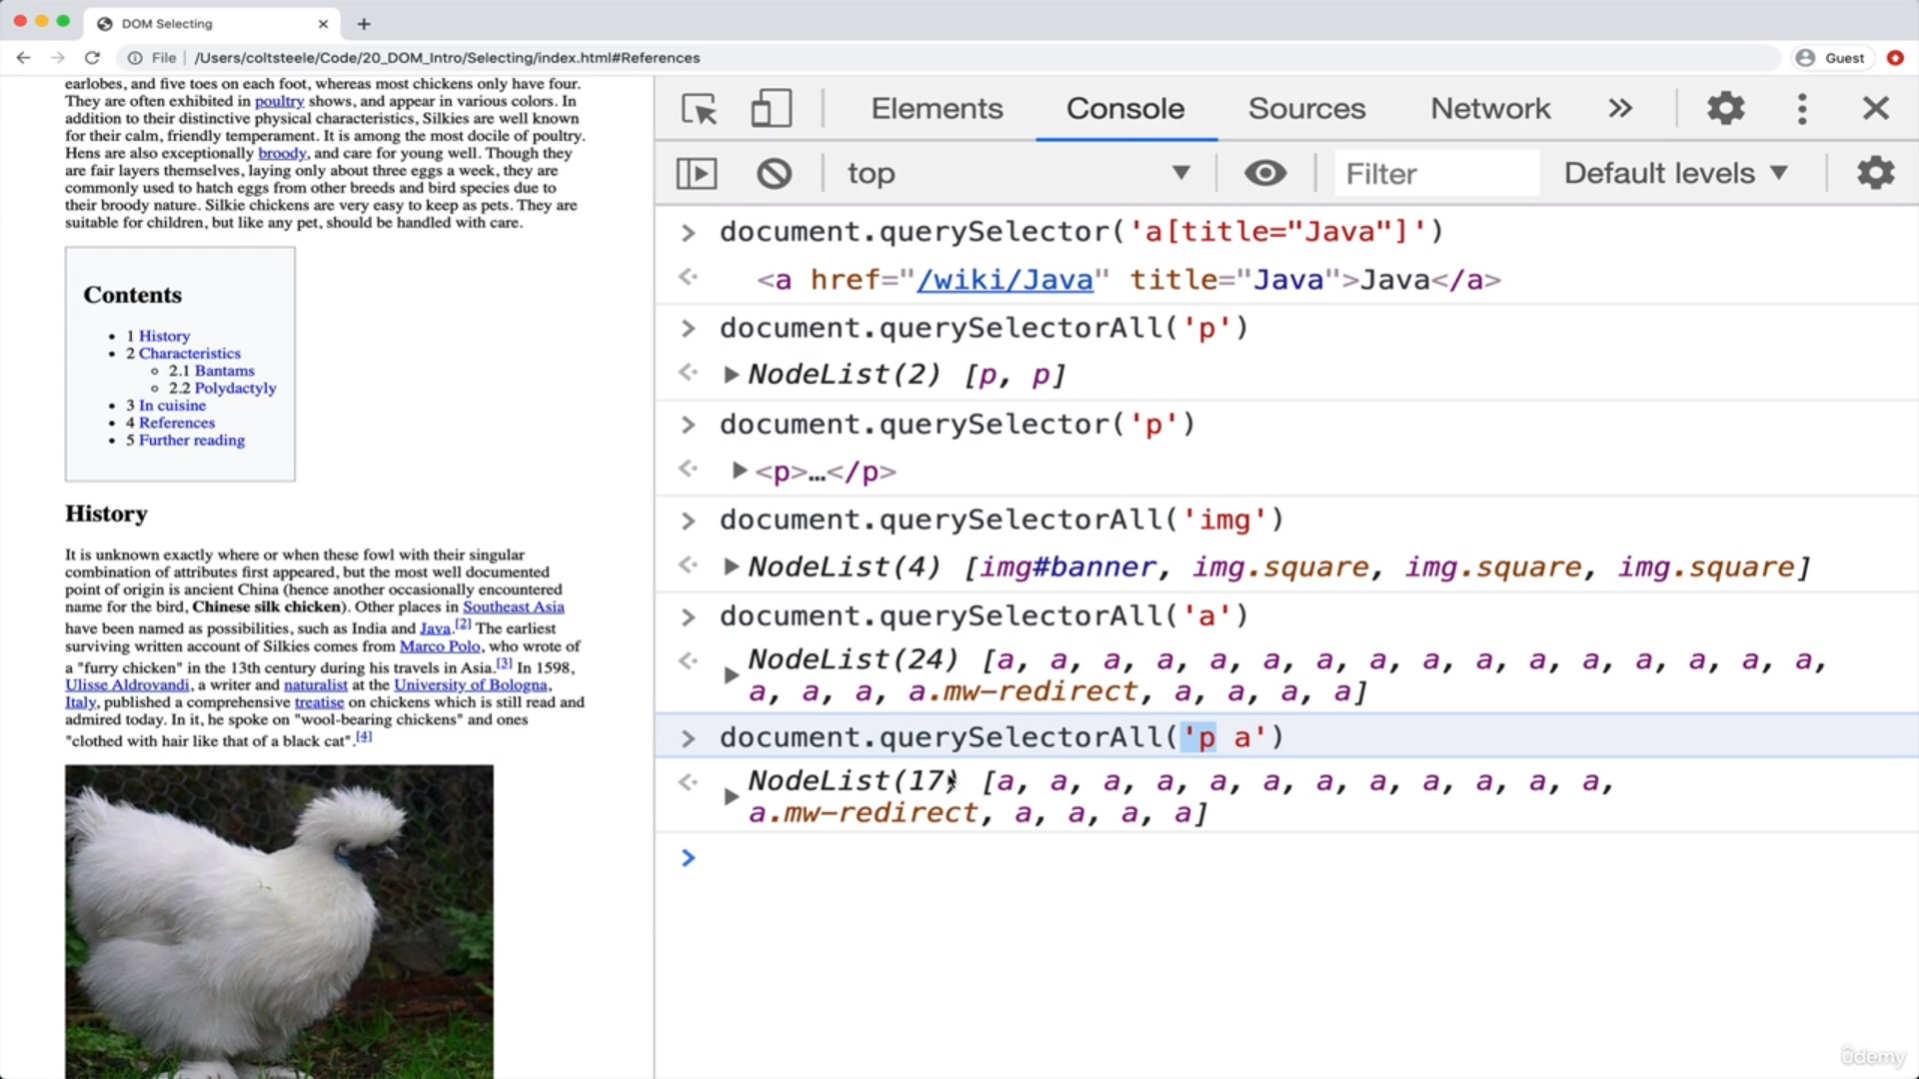 DOM Selecting
File | /Users/coltsteele/Code/20_DOM_Intro/Selecting/index.html#References
Guest
earlobes, and five toes on each foot, whereas most chickens only have four.
They are often exhibited in poultry shows, and appear in various colors. In
addition to their distinctive physical characteristics, Silkies are well known
for their calm, friendly temperament. It is among the most docile of poultry.
Hens are also exceptionally broody, and care for young well. Though they
are fair layers themselves, laying only about three eggs a week, they are
commonly used to hatch eggs from other breeds and bird species due to
their broody nature. Silkie chickens are very easy to keep as pets. They are
suitable for children, but like any pet, should be handled with care.
Contents
1 History
2 Characteristics
2.1 Bantams
2.2 Polydactyly
3 In cuisine
4 References
5 Further reading
History
It is unknown exactly where or when these fowl with their singular
combination of attributes first appeared, but the most well documented
point of origin is ancient China (hence another occasionally encountered
name for the bird, Chinese silk chicken). Other places in Southeast Asia
have been named as possibilities, such as India and Java.[2] The earliest
surviving written account of Silkies comes from Marco Polo, who wrote of
a "furry chicken" in the 13th century during his travels in Asia.[3] In 1598,
Ulisse Aldrovandi, a writer and naturalist at the University of Bologna,
Italy, published a comprehensive treatise on chickens which is still read and
admired today. In it, he spoke on "wool-bearing chickens" and ones
"clothed with hair like that of a black cat".[4]
Elements Console Sources Network
top Filter Default levels
document.querySelector('a[title="Java"]')
<a href="/wiki/Java" title="Java">Java</a>
document.querySelectorAll('p')
NodeList(2) [p, p]
document.querySelector('p')
<p>…</p>
document.querySelectorAll('img')
NodeList(4) [img#banner, img.square, img.square, img.square]
document.querySelectorAll('a')
NodeList(24) [a, a, a, a, a, a, a, a, a, a, a, a, a, a, a, a,
a, a, a, a.mw-redirect, a, a, a, a]
document.querySelectorAll('p a')
NodeList(17) [a, a, a, a, a, a, a, a, a, a, a, a,
a.mw-redirect, a, a, a, a]
ûdemy